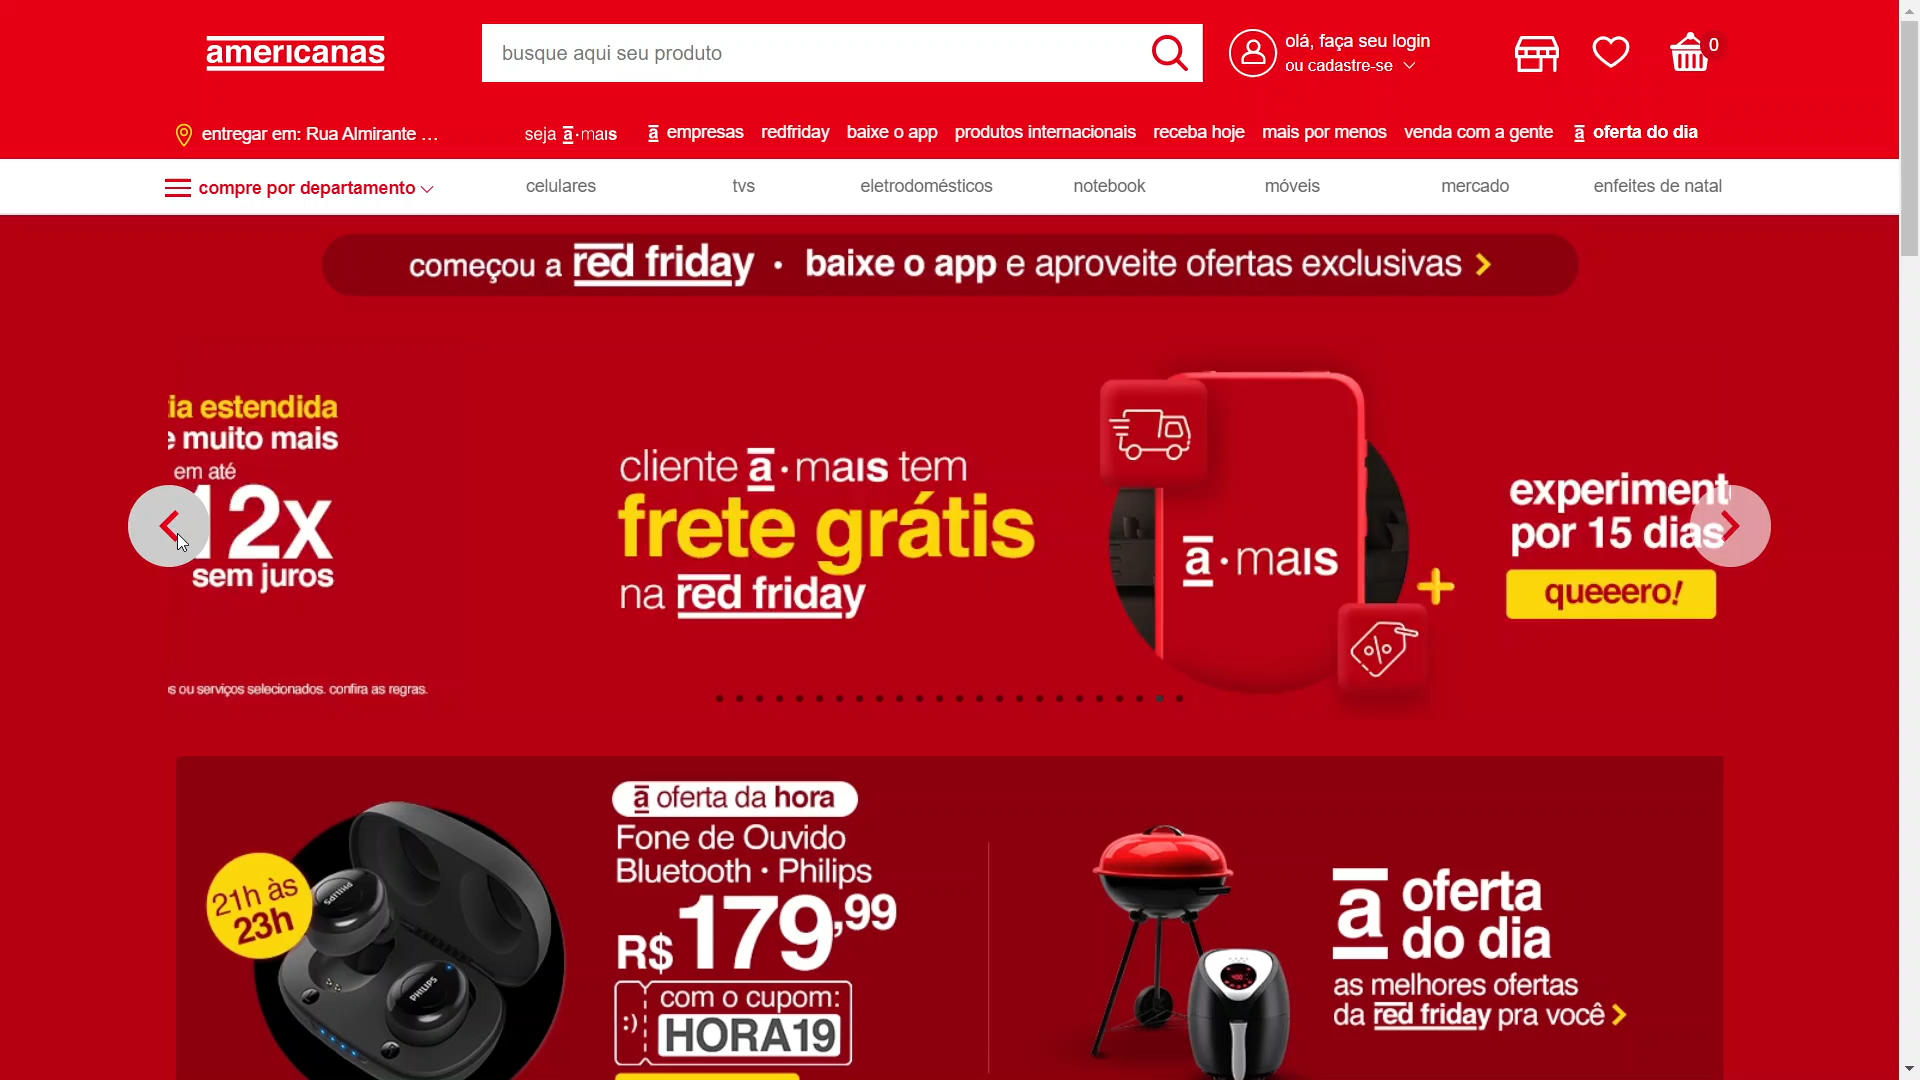 americanas
busque aqui seu produto
olá, faça seu login
ou cadastre-se
0
entregar em: Rua Almirante ...
seja a·mais
a empresas
redfriday
baixe o app
produtos internacionais
receba hoje
mais por menos
venda com a gente
a oferta do dia
compre por departamento
celulares
tvs
eletrodomésticos
notebook
móveis
mercado
enfeites de natal
começou a red friday · baixe o app e aproveite ofertas exclusivas
ia estendida
e muito mais
em até
12x
sem juros
s ou serviços selecionados. confira as regras.
cliente a·mais tem
frete grátis
na red friday
a·mais
%
experiment
por 15 dias
queeero!
21h às
23h
PHILIPS
PHILIPS
a oferta da hora
Fone de Ouvido
Bluetooth · Philips
R$ 179,99
com o cupom:
:) HORA19
a oferta
do dia
as melhores ofertas
da red friday pra você